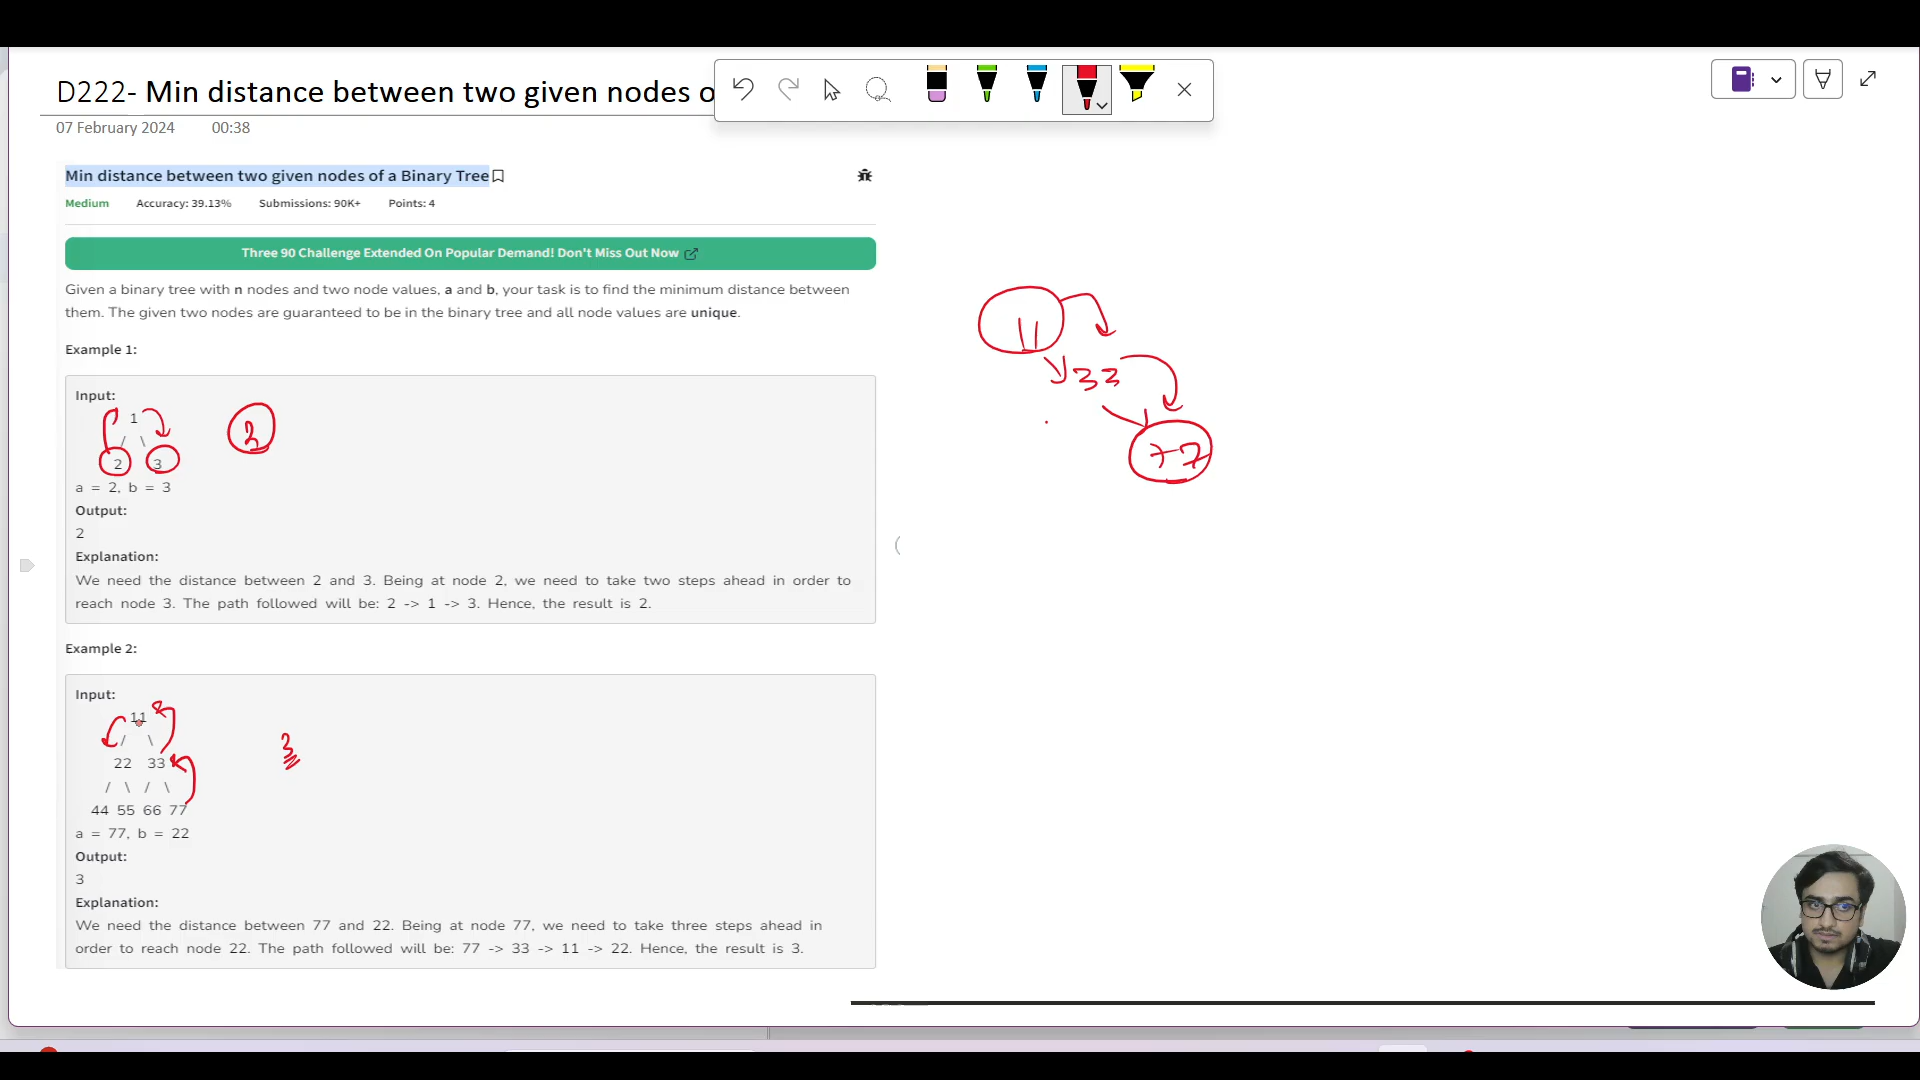 D222- Min distance between two given nodes o
07 February 2024 00:38
Min distance between two given nodes of a Binary Tree
Medium Accuracy: 39.13% Submissions: 90K+ Points: 4
Three 90 Challenge Extended On Popular Demand! Don't Miss Out Now
Given a binary tree with n nodes and two node values, a and b, your task is to find the minimum distance between
them. The given two nodes are guaranteed to be in the binary tree and all node values are unique.
Example 1:
Input:
1
/ \
2 3
2
a = 2, b = 3
Output:
2
Explanation:
We need the distance between 2 and 3. Being at node 2, we need to take two steps ahead in order to
reach node 3. The path followed will be: 2 -> 1 -> 3. Hence, the result is 2.
Example 2:
Input:
11
/ \
22 33
/ \ / \
44 55 66 77
3
a = 77, b = 22
Output:
3
Explanation:
We need the distance between 77 and 22. Being at node 77, we need to take three steps ahead in
order to reach node 22. The path followed will be: 77 -> 33 -> 11 -> 22. Hence, the result is 3.
11
33
77